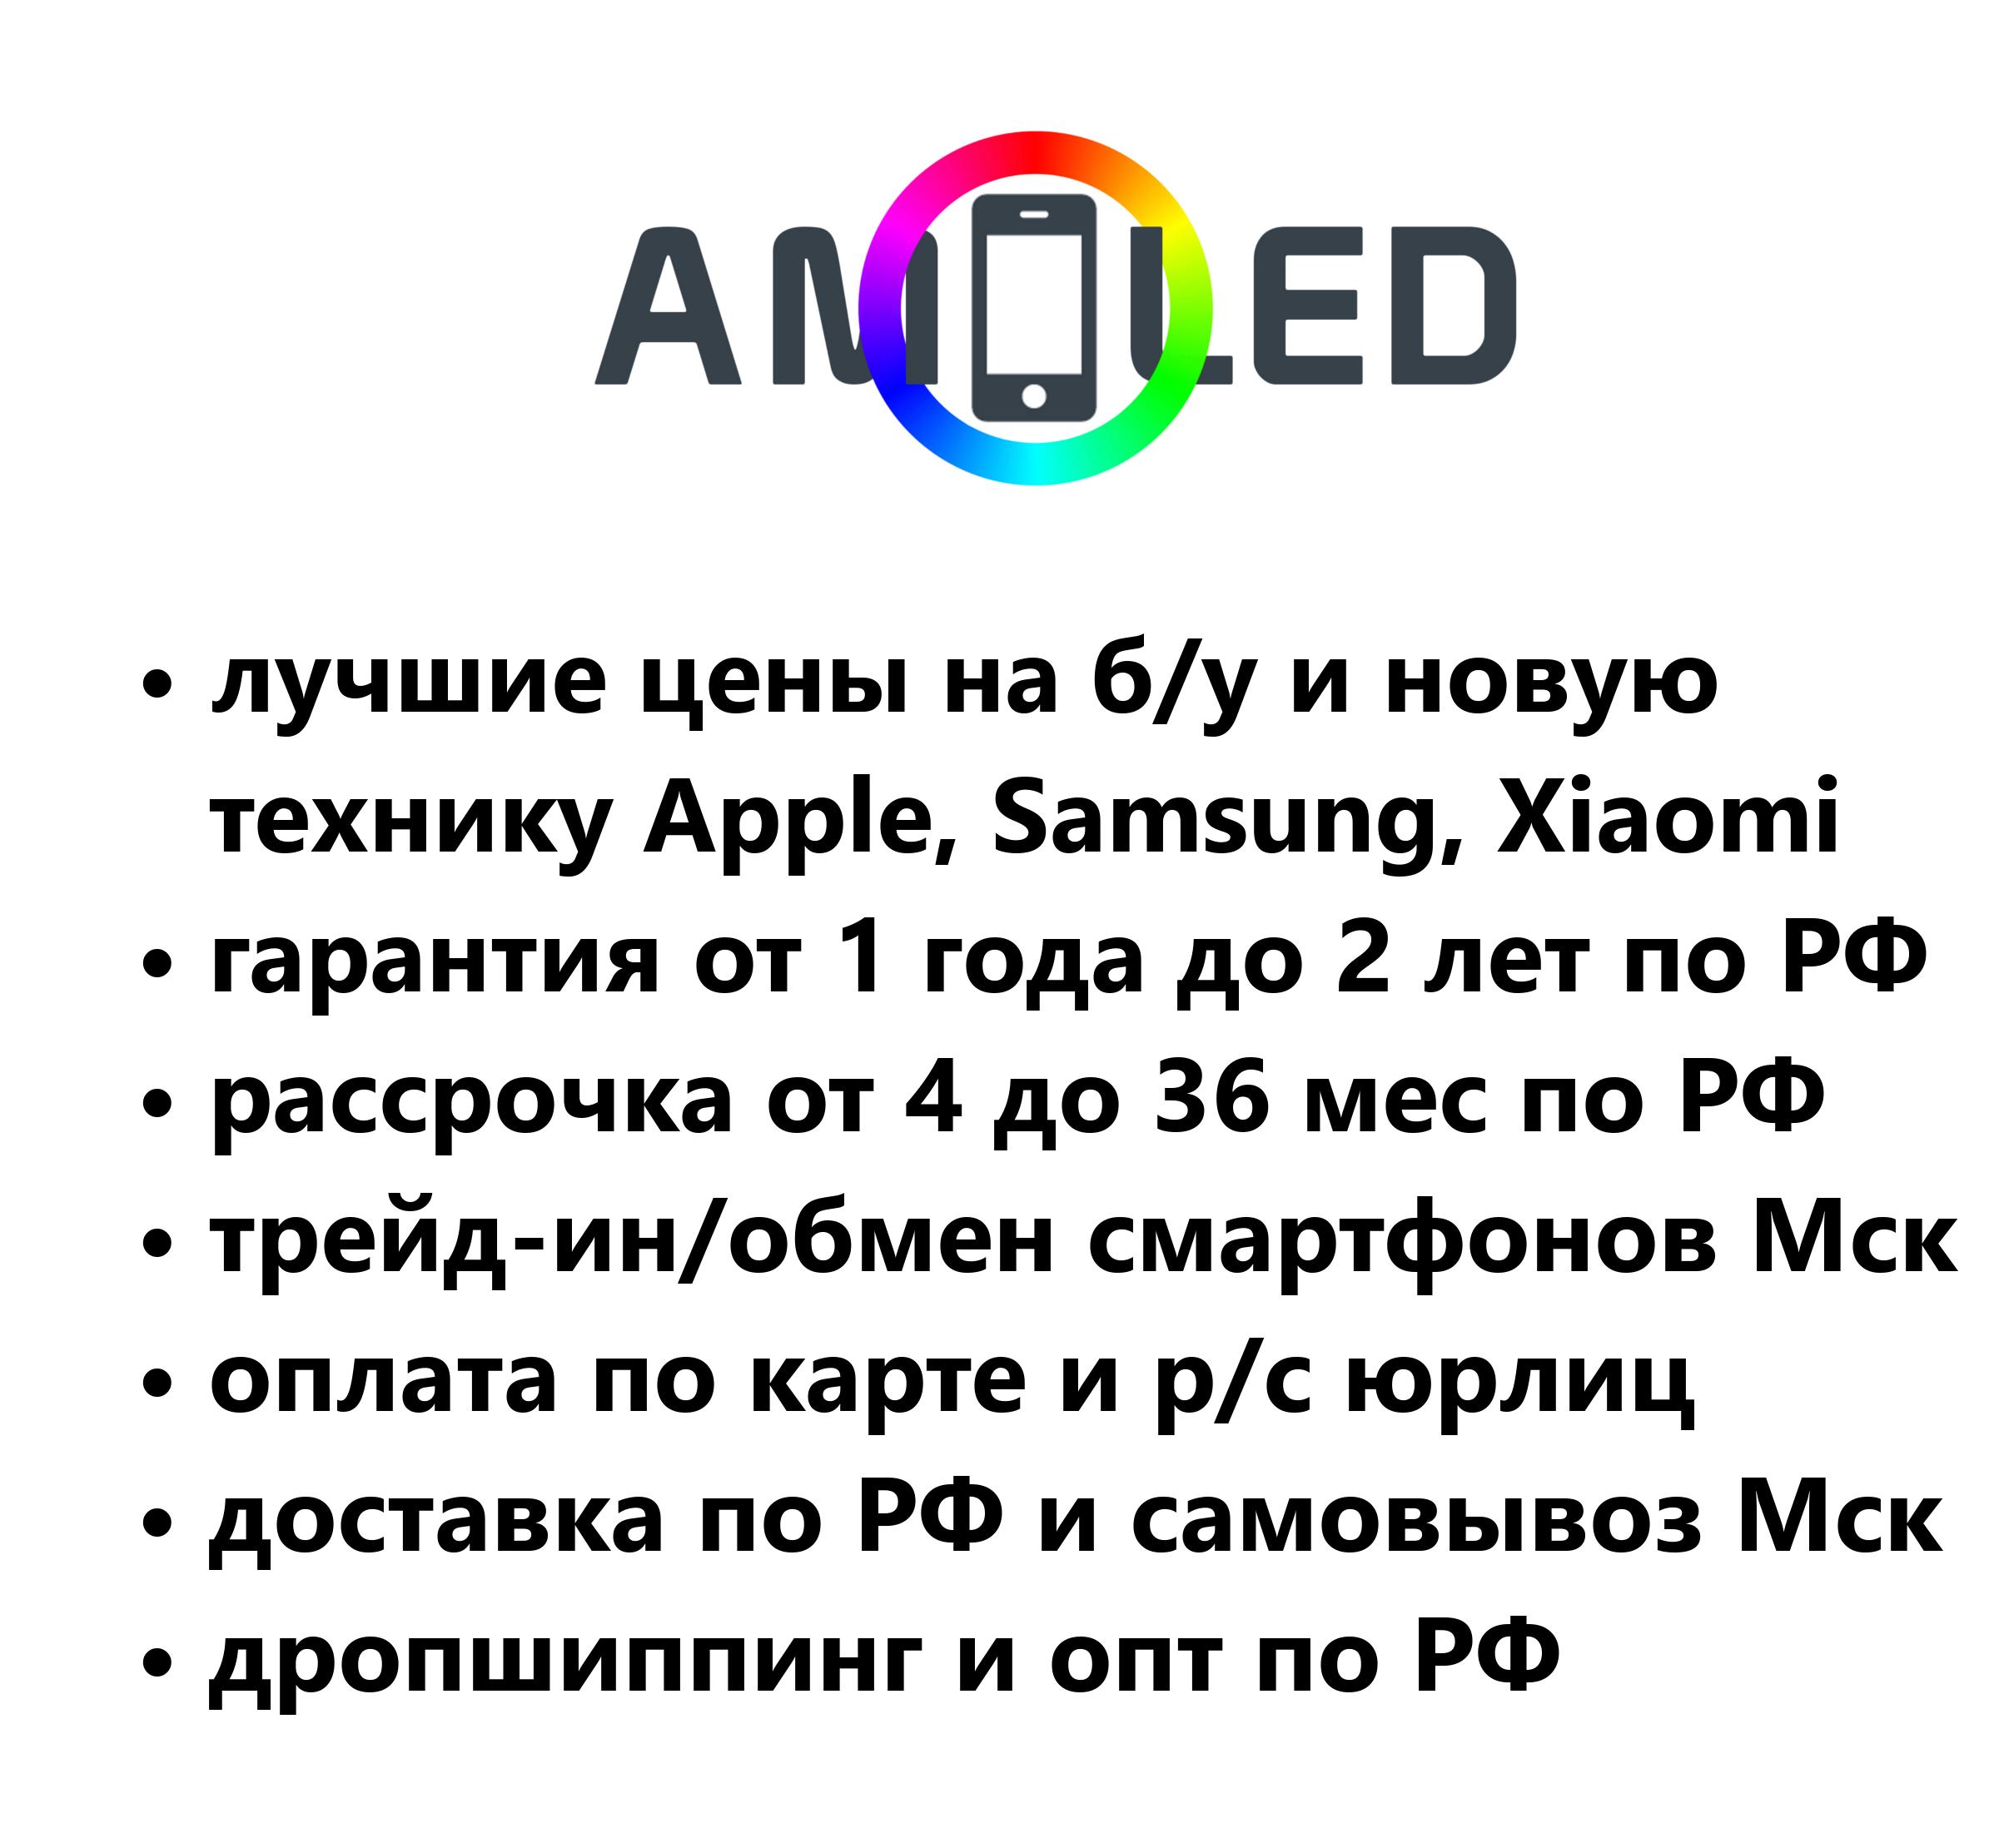 AMOLED
• лучшие цены на б/у и новую
технику Apple, Samsung, Xiaomi
• гарантия от 1 года до 2 лет по РФ
• рассрочка от 4 до 36 мес по РФ
• трейд-ин/обмен смартфонов Мск
• оплата по карте и р/с юрлиц
• доставка по РФ и самовывоз Мск
• дропшиппинг и опт по РФ